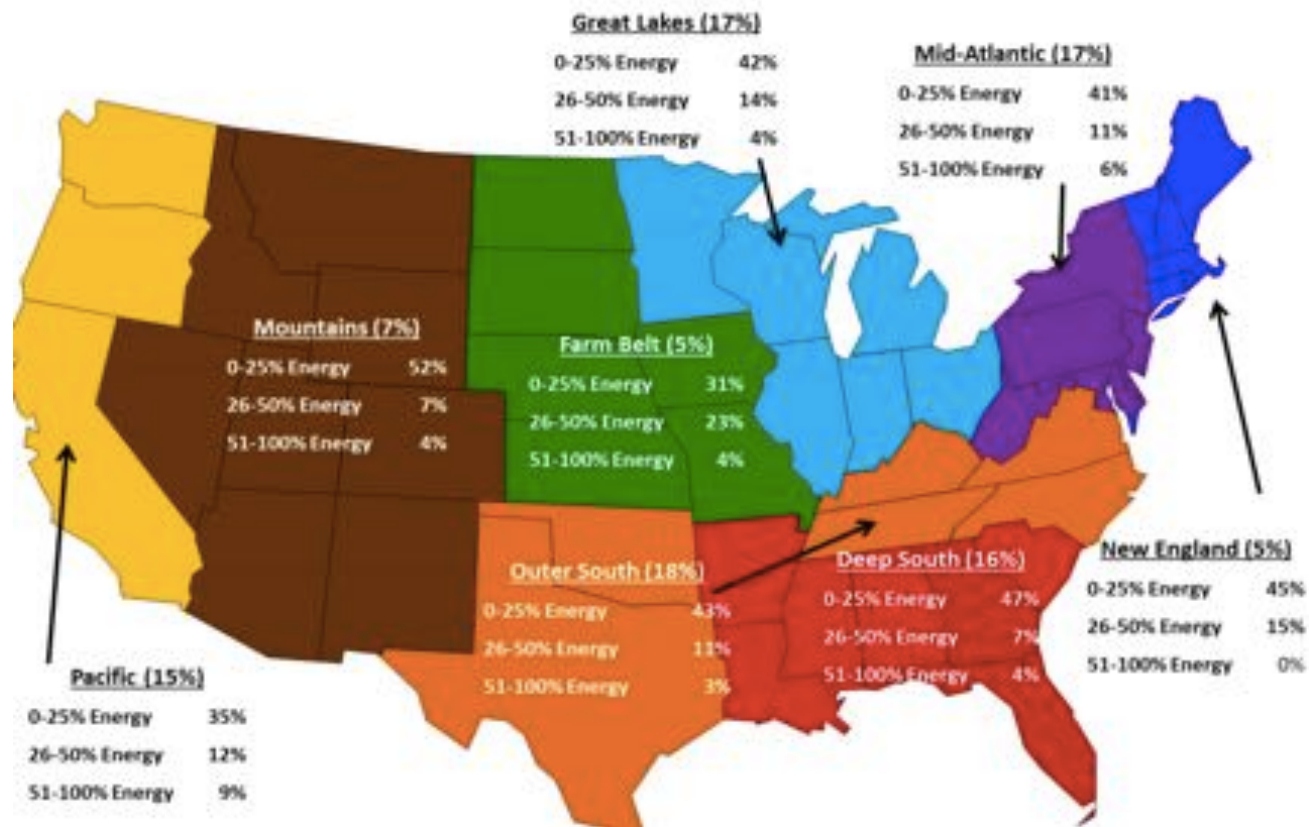 Great Lakes (17%)
0-25% Energy 42%
26-50% Energy 14%
51-100% Energy 4%
Mid-Atlantic (17%)
0-25% Energy 41%
26-50% Energy 11%
51-100% Energy 6%
Mountains (7%)
0-25% Energy 52%
26-50% Energy 7%
51-100% Energy 4%
Farm Belt (5%)
0-25% Energy 31%
26-50% Energy 23%
51-100% Energy 4%
Outer South (18%)
0-25% Energy 43%
26-50% Energy 11%
51-100% Energy 3%
Deep South (16%)
0-25% Energy 47%
26-50% Energy 7%
51-100% Energy 4%
New England (5%)
0-25% Energy 45%
26-50% Energy 15%
51-100% Energy 0%
Pacific (15%)
0-25% Energy 35%
26-50% Energy 12%
51-100% Energy 9%